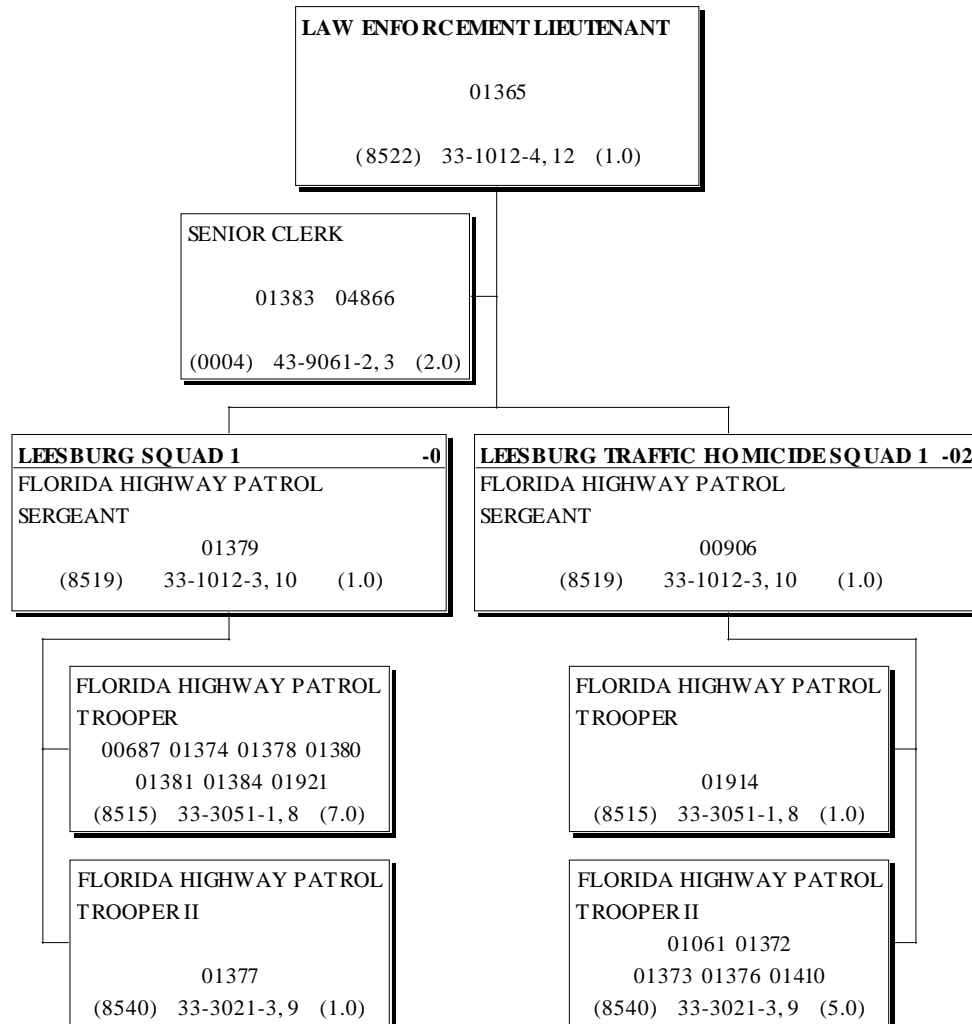 LAW ENFORCEMENT LIEUTENANT
01365
(8522) 33-1012-4, 12 (1.0)
SENIOR CLERK
01383 04866
(0004) 43-9061-2, 3 (2.0)
LEESBURG SQUAD 1 -0
FLORIDA HIGHWAY PATROL
SERGEANT
01379
(8519) 33-1012-3, 10 (1.0)
FLORIDA HIGHWAY PATROL
TROOPER
00687 01374 01378 01380
01381 01384 01921
(8515) 33-3051-1, 8 (7.0)
FLORIDA HIGHWAY PATROL
TROOPER II
01377
(8540) 33-3021-3, 9 (1.0)
LEESBURG TRAFFIC HOMICIDE SQUAD 1 -02
FLORIDA HIGHWAY PATROL
SERGEANT
00906
(8519) 33-1012-3, 10 (1.0)
FLORIDA HIGHWAY PATROL
TROOPER
01914
(8515) 33-3051-1, 8 (1.0)
FLORIDA HIGHWAY PATROL
TROOPER II
01061 01372
01373 01376 01410
(8540) 33-3021-3, 9 (5.0)